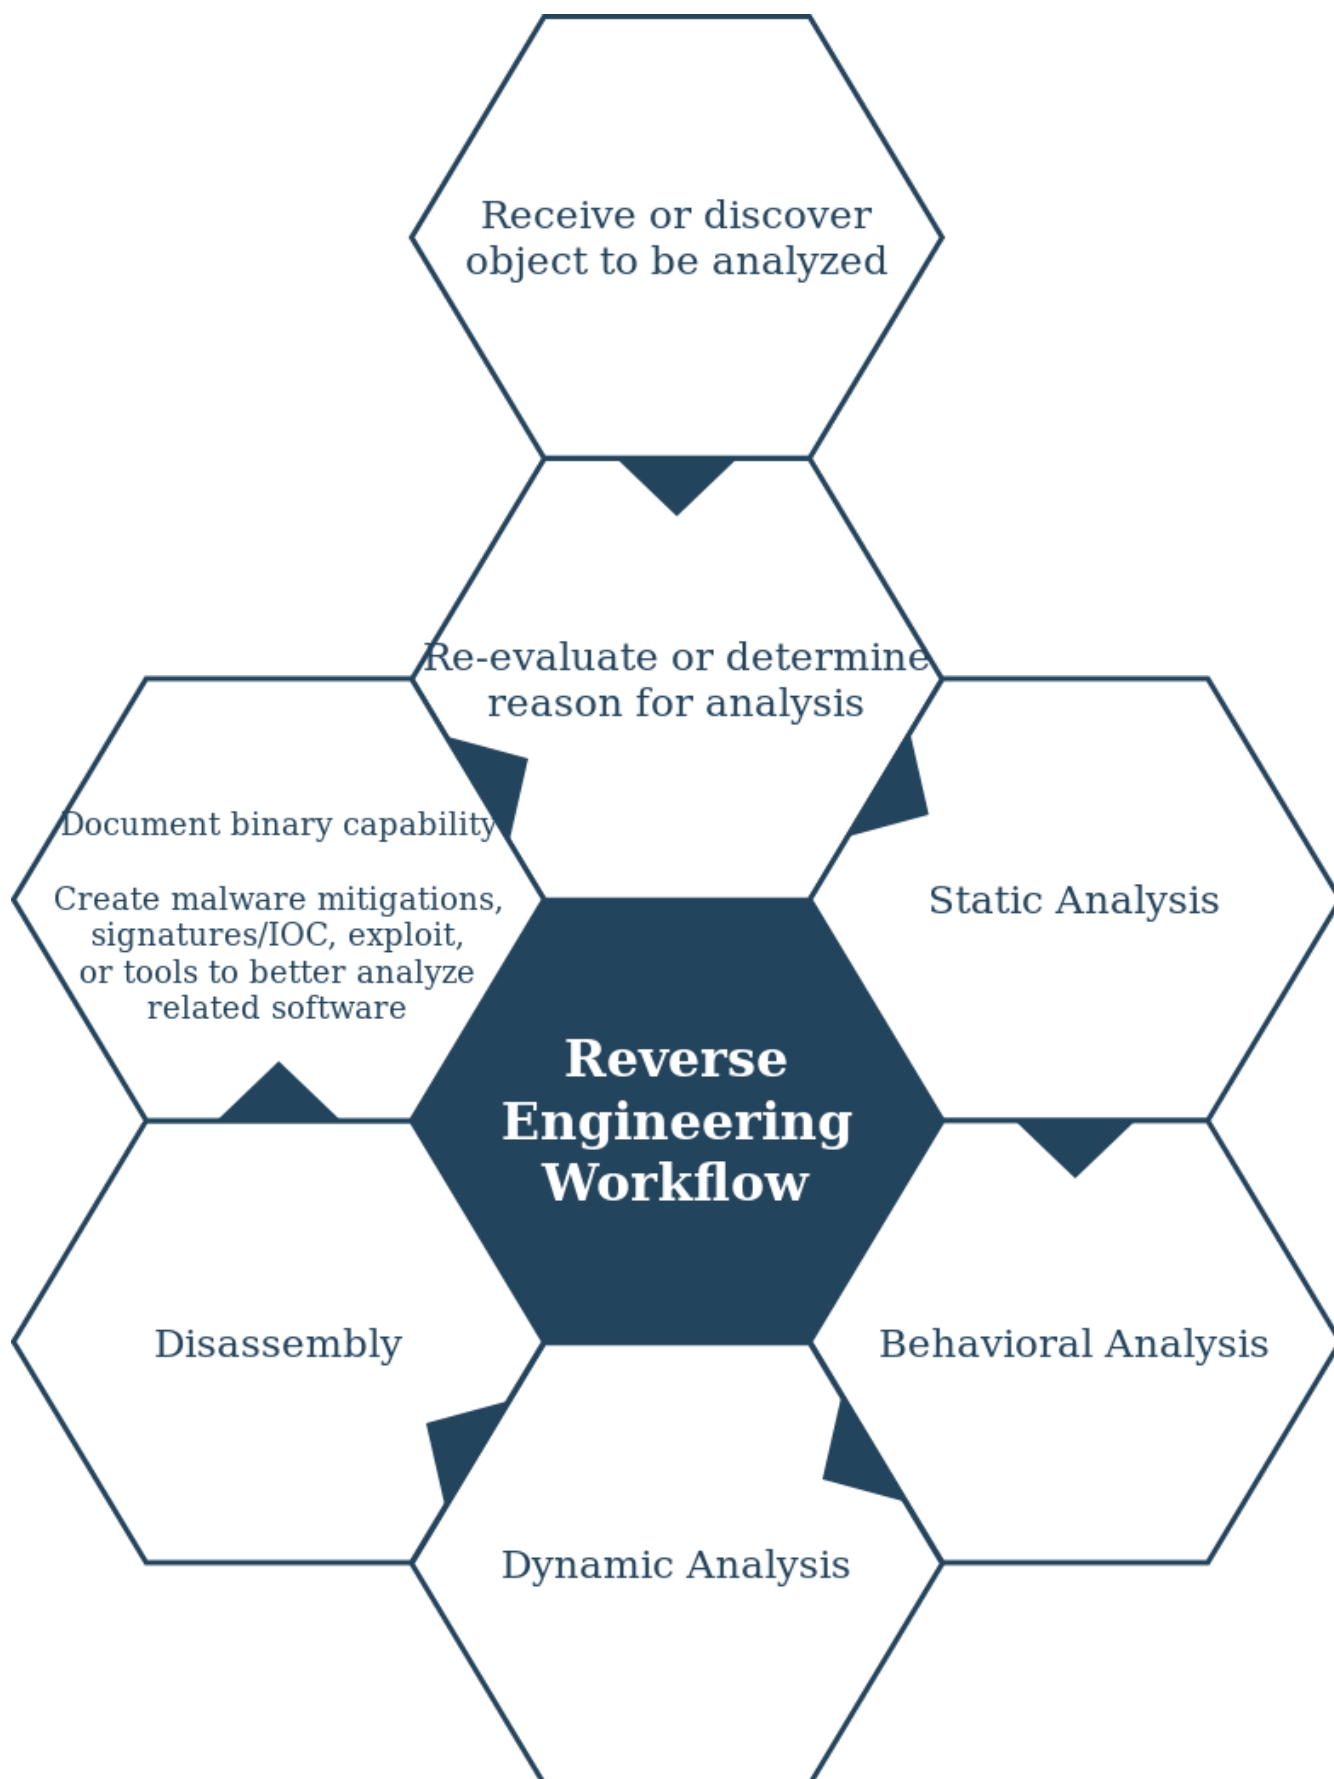 Receive or discover
object to be analyzed
Re-evaluate or determine
reason for analysis
Document binary capability
Create malware mitigations,
signatures/IOC, exploit,
or tools to better analyze
related software
Static Analysis
Reverse
Engineering
Workflow
Disassembly
Behavioral Analysis
Dynamic Analysis